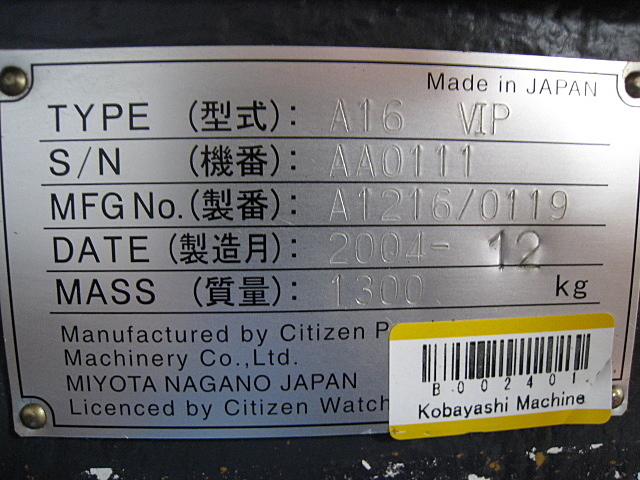 Made in JAPAN
TYPE (型式): A16 VIP
S/N (機番): AA0111
MFG No. (製番): A1216/0119
DATE (製造月): 2004-12
MASS (質量): 1300 kg
Manufactured by Citizen
Machinery Co.,Ltd.
MIYOTA NAGANO JAPAN
Licenced by Citizen Watch
B 002401
Kobayashi Machine